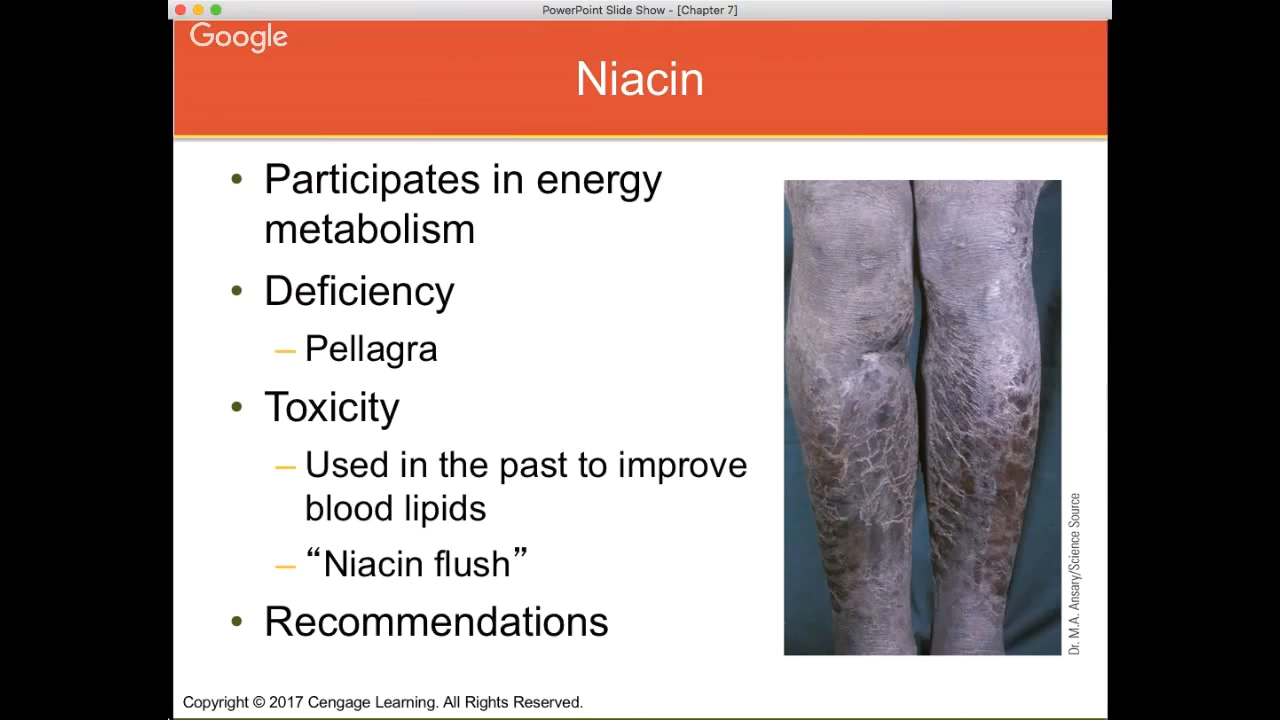 PowerPoint Slide Show - [Chapter 7]
Google
Niacin
• Participates in energy
metabolism
• Deficiency
– Pellagra
• Toxicity
– Used in the past to improve
blood lipids
– “Niacin flush”
• Recommendations
Dr. M.A. Ansary/Science Source
Copyright © 2017 Cengage Learning. All Rights Reserved.